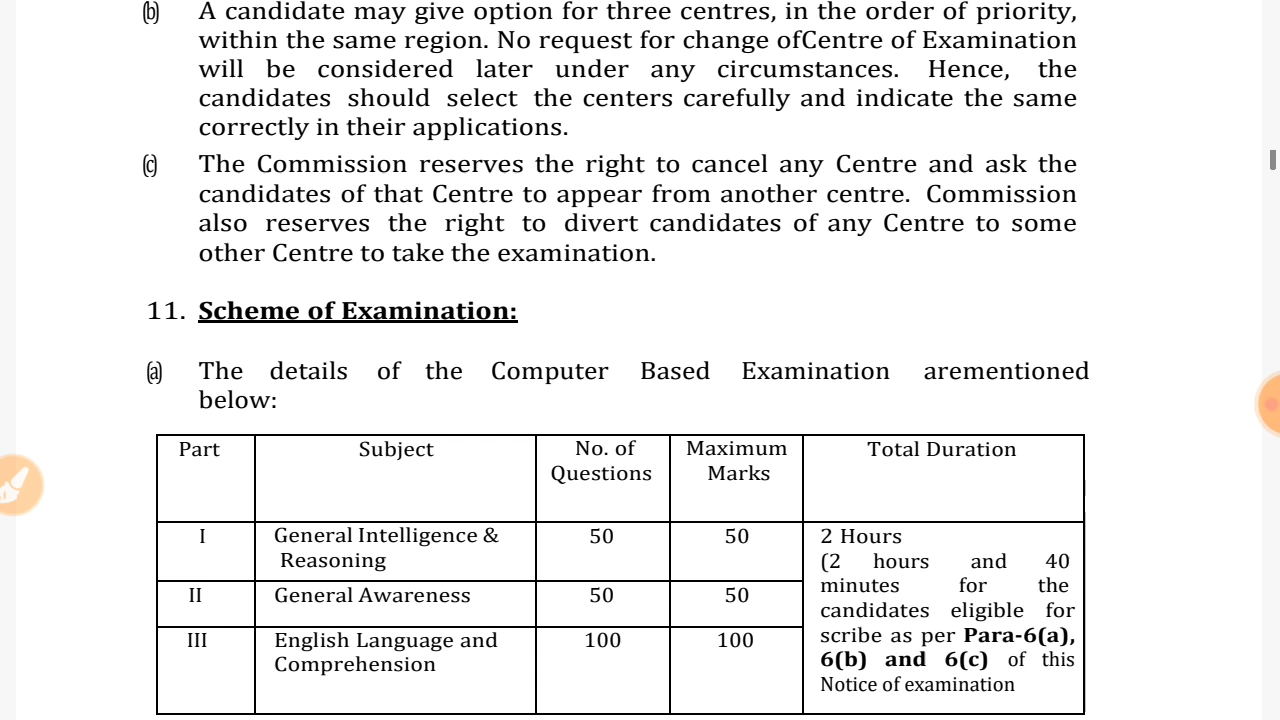 (b) A candidate may give option for three centres, in the order of priority,
within the same region. No request for change ofCentre of Examination
will be considered later under any circumstances. Hence, the
candidates should select the centers carefully and indicate the same
correctly in their applications.
(c) The Commission reserves the right to cancel any Centre and ask the
candidates of that Centre to appear from another centre. Commission
also reserves the right to divert candidates of any Centre to some
other Centre to take the examination.
11. Scheme of Examination:
(a) The details of the Computer Based Examination arementioned
below:
Part Subject No. of Questions Maximum Marks Total Duration
I General Intelligence & Reasoning 50 50
II General Awareness 50 50
III English Language and Comprehension 100 100
2 Hours
(2 hours and 40
minutes for the
candidates eligible for
scribe as per Para-6(a),
6(b) and 6(c) of this
Notice of examination